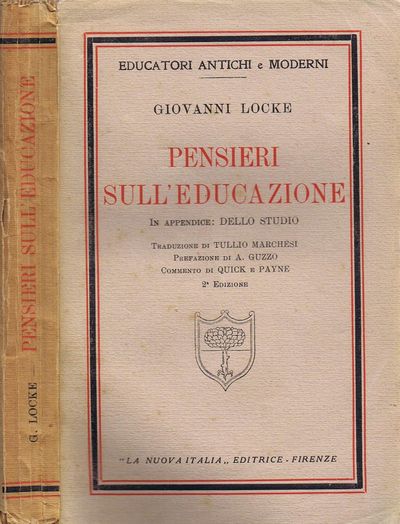 EDUCATORI ANTICHI e MODERNI
GIOVANNI LOCKE
PENSIERI
SULL'EDUCAZIONE
IN APPENDICE: DELLO STUDIO
TRADUZIONE DI TULLIO MARCHESI
PREFAZIONE DI A. GUZZO
COMMENTO DI QUICK E PAYNE
2ª EDIZIONE
"LA NUOVA ITALIA„ EDITRICE - FIRENZE
G. LOCKE PENSIERI SULL'EDUCAZIONE